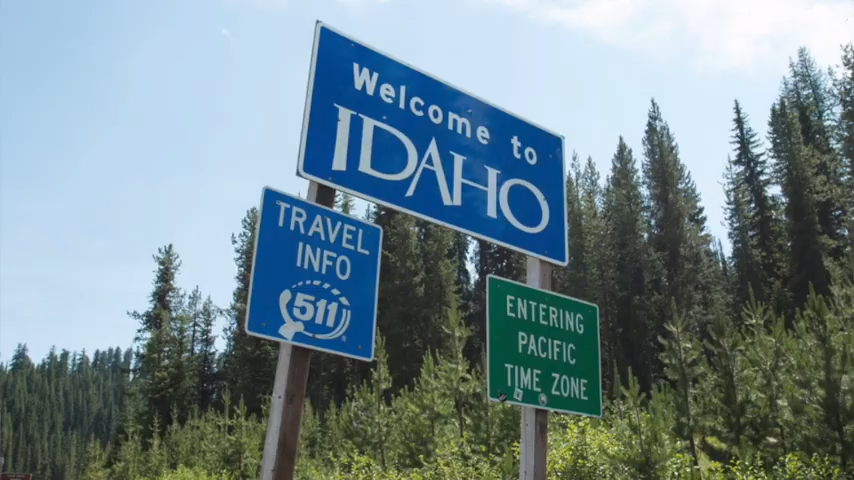 Welcome to
IDAHO
TRAVEL
INFO
511
ENTERING
PACIFIC
TIME ZONE